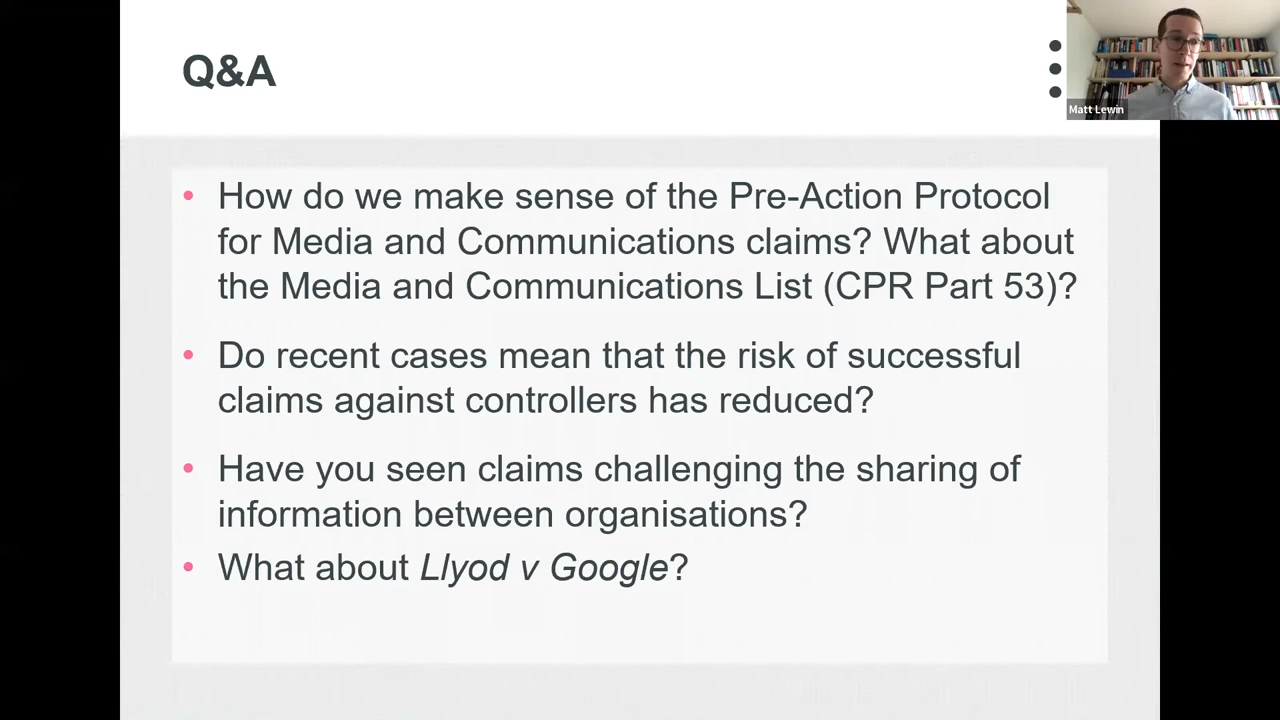 Q&A
Matt Lewin
• How do we make sense of the Pre-Action Protocol
for Media and Communications claims? What about
the Media and Communications List (CPR Part 53)?
• Do recent cases mean that the risk of successful
claims against controllers has reduced?
• Have you seen claims challenging the sharing of
information between organisations?
• What about Llyod v Google?